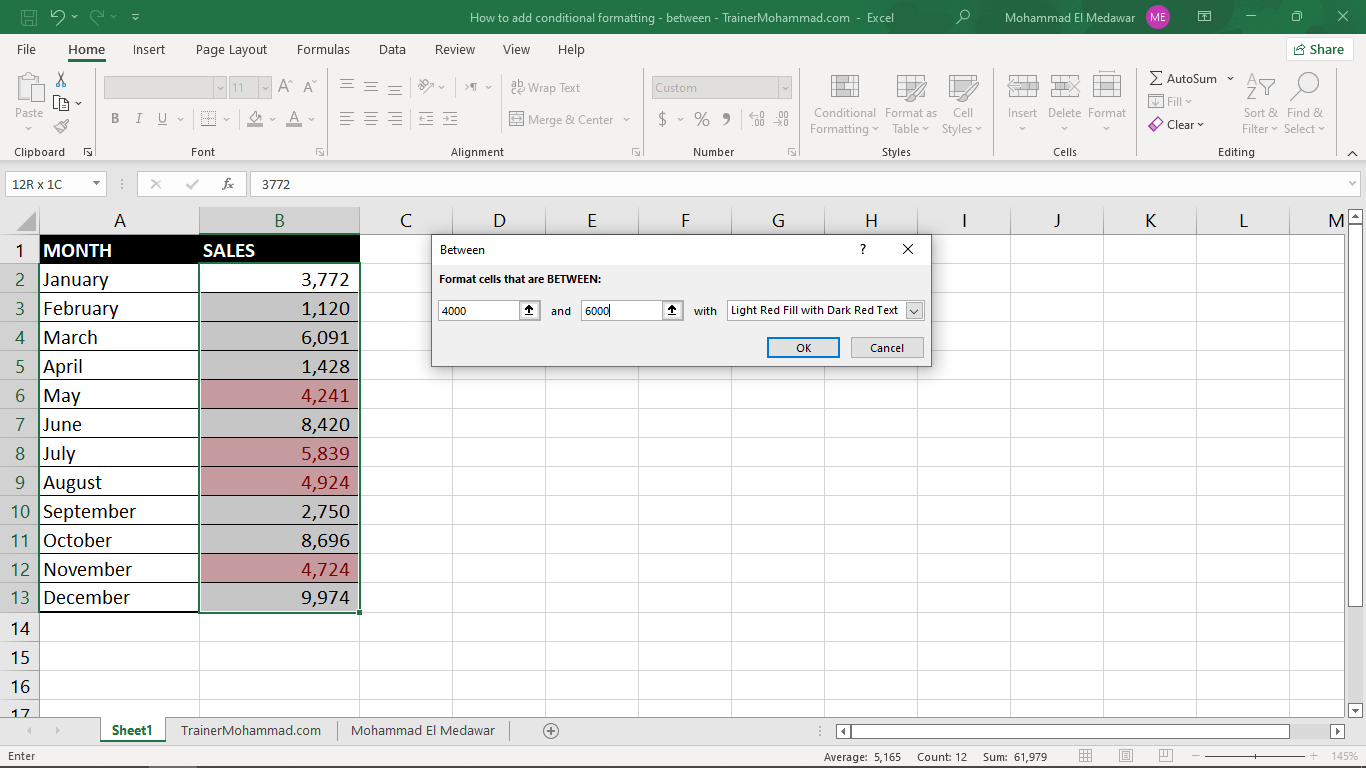 How to add conditional formatting - between - TrainerMohammad.com - Excel
Mohammad El Medawar ME
File Home Insert Page Layout Formulas Data Review View Help Share
Paste
Clipboard
11
B I U A
Font
Wrap Text
Merge & Center
Alignment
Custom
$ % 9
Number
Conditional Formatting
Format as Table
Cell Styles
Styles
Insert Delete Format
Cells
AutoSum
Fill
Clear
Sort & Filter
Find & Select
Editing
12R x 1C fx 3772
A B C D E F G H I J K L M
1 MONTH SALES
2 January 3,772
3 February 1,120
4 March 6,091
5 April 1,428
6 May 4,241
7 June 8,420
8 July 5,839
9 August 4,924
10 September 2,750
11 October 8,696
12 November 4,724
13 December 9,974
14
15
16
17
Between ?
Format cells that are BETWEEN:
4000 and 6000 with Light Red Fill with Dark Red Text
OK Cancel
Sheet1 TrainerMohammad.com Mohammad El Medawar
Enter Average: 5,165 Count: 12 Sum: 61,979 145%